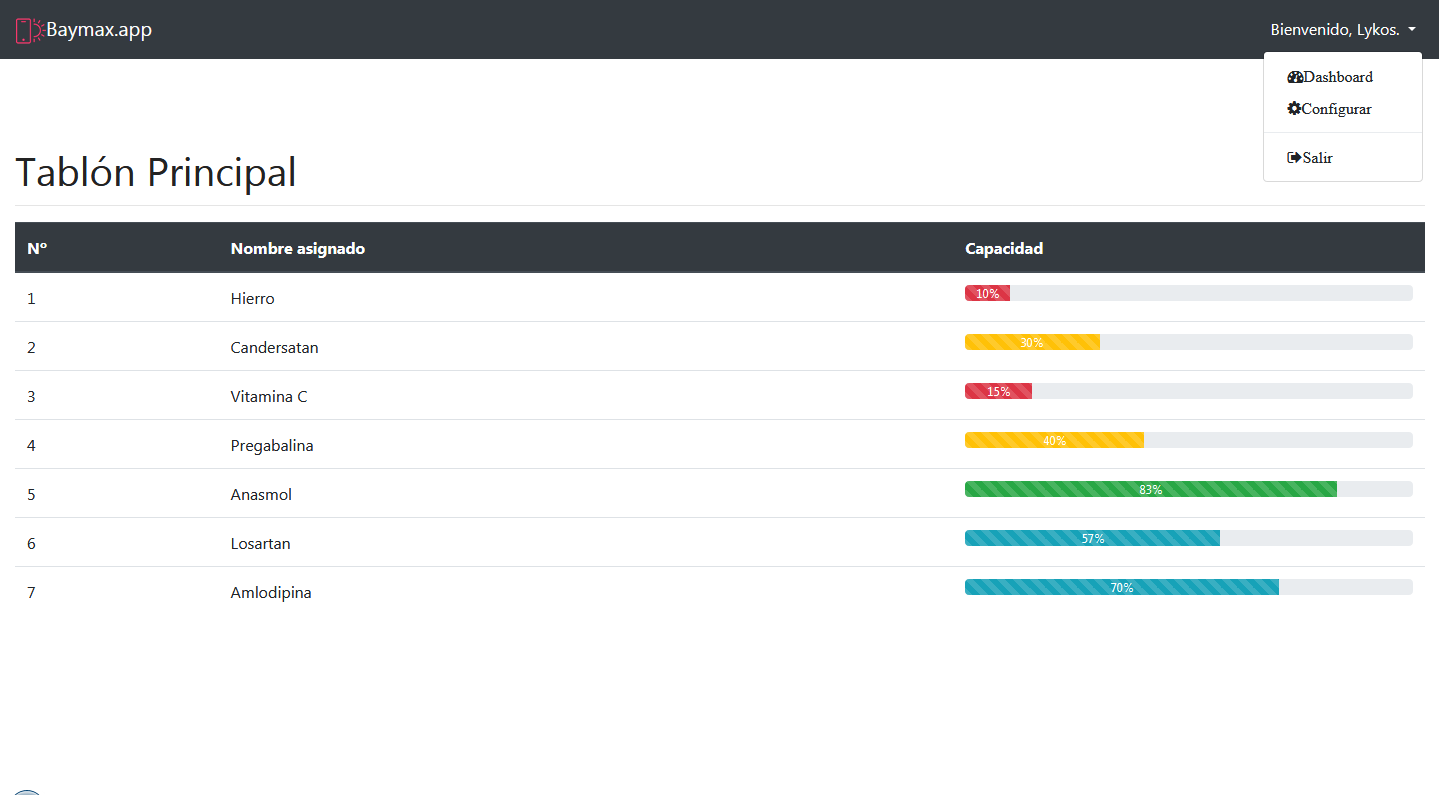 Baymax.app
Bienvenido, Lykos.
Dashboard
Configurar
Salir
Tablón Principal
Nº Nombre asignado Capacidad
1 Hierro 10%
2 Candersatan 30%
3 Vitamina C 15%
4 Pregabalina 40%
5 Anasmol 83%
6 Losartan 57%
7 Amlodipina 70%